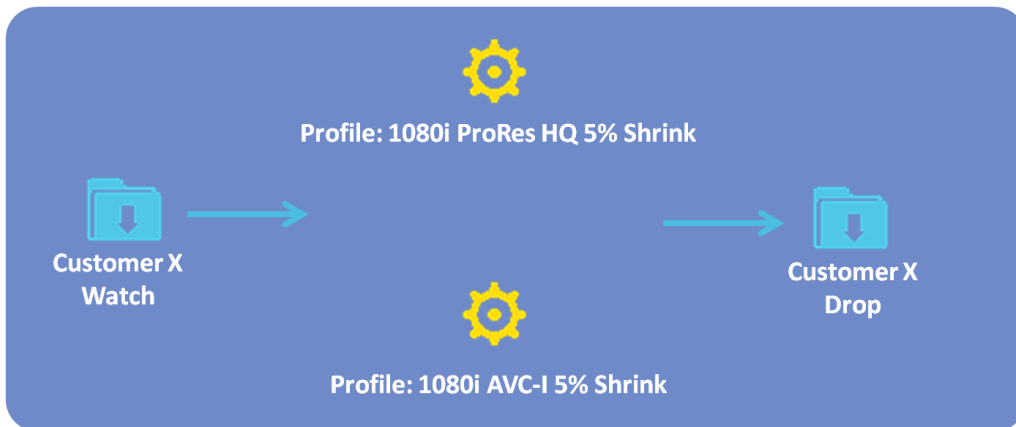 Profile: 1080i ProRes HQ 5% Shrink
Customer X
Watch
Customer X
Drop
Profile: 1080i AVC-I 5% Shrink